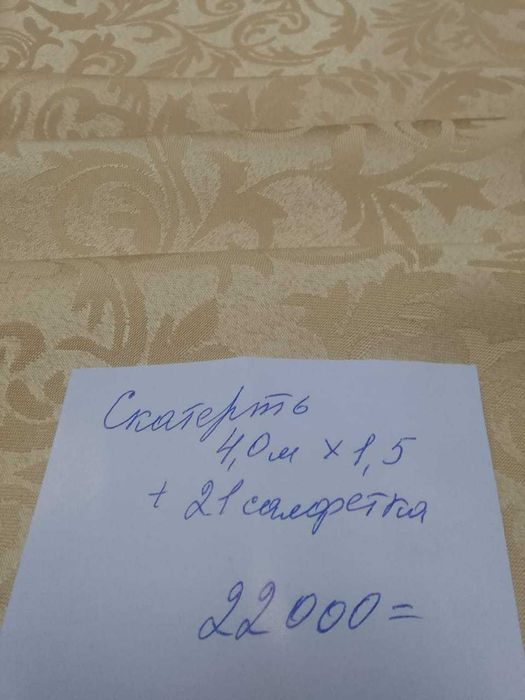 Скатерть
4,0м х 1,5
+ 21 салфетка
22000=